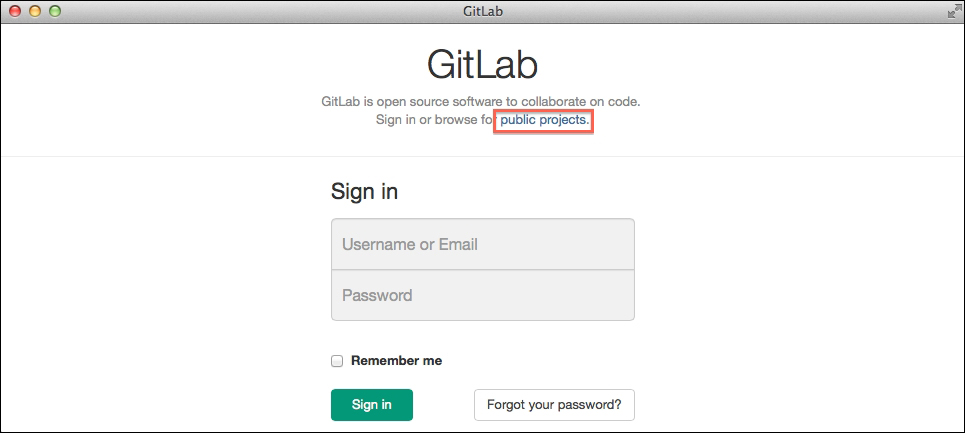 GitLab
GitLab
GitLab is open source software to collaborate on code.
Sign in or browse for public projects.
Sign in
Username or Email
Password
Remember me
Sign in
Forgot your password?